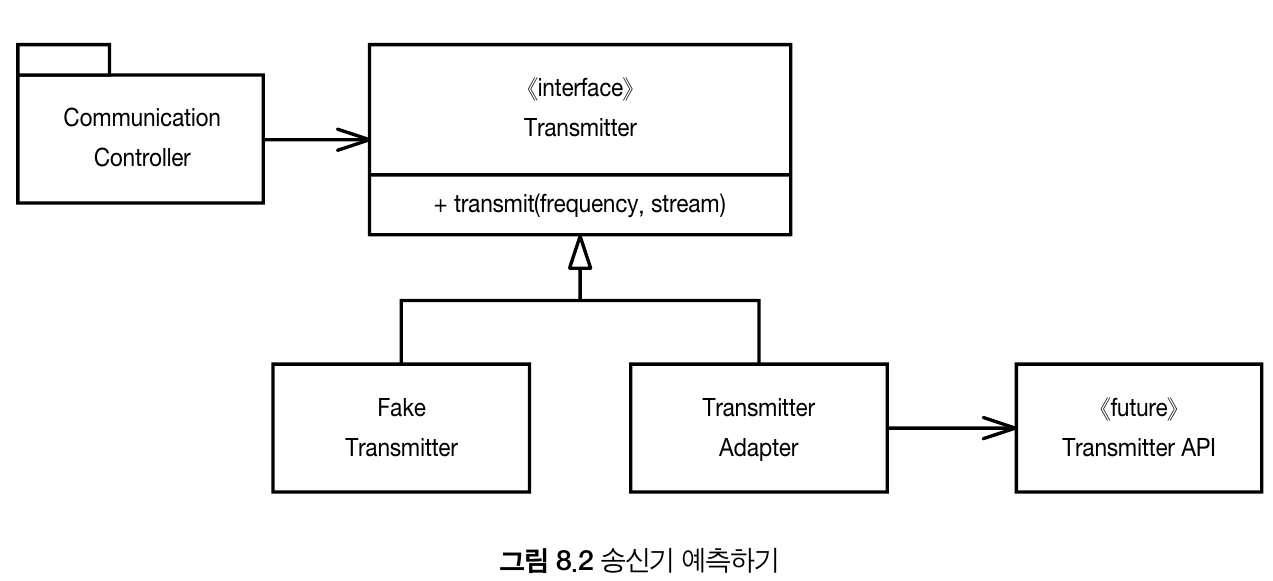 Communication
Controller
《interface》
Transmitter
+ transmit(frequency, stream)
Fake
Transmitter
Transmitter
Adapter
《future》
Transmitter API
그림 8.2 송신기 예측하기